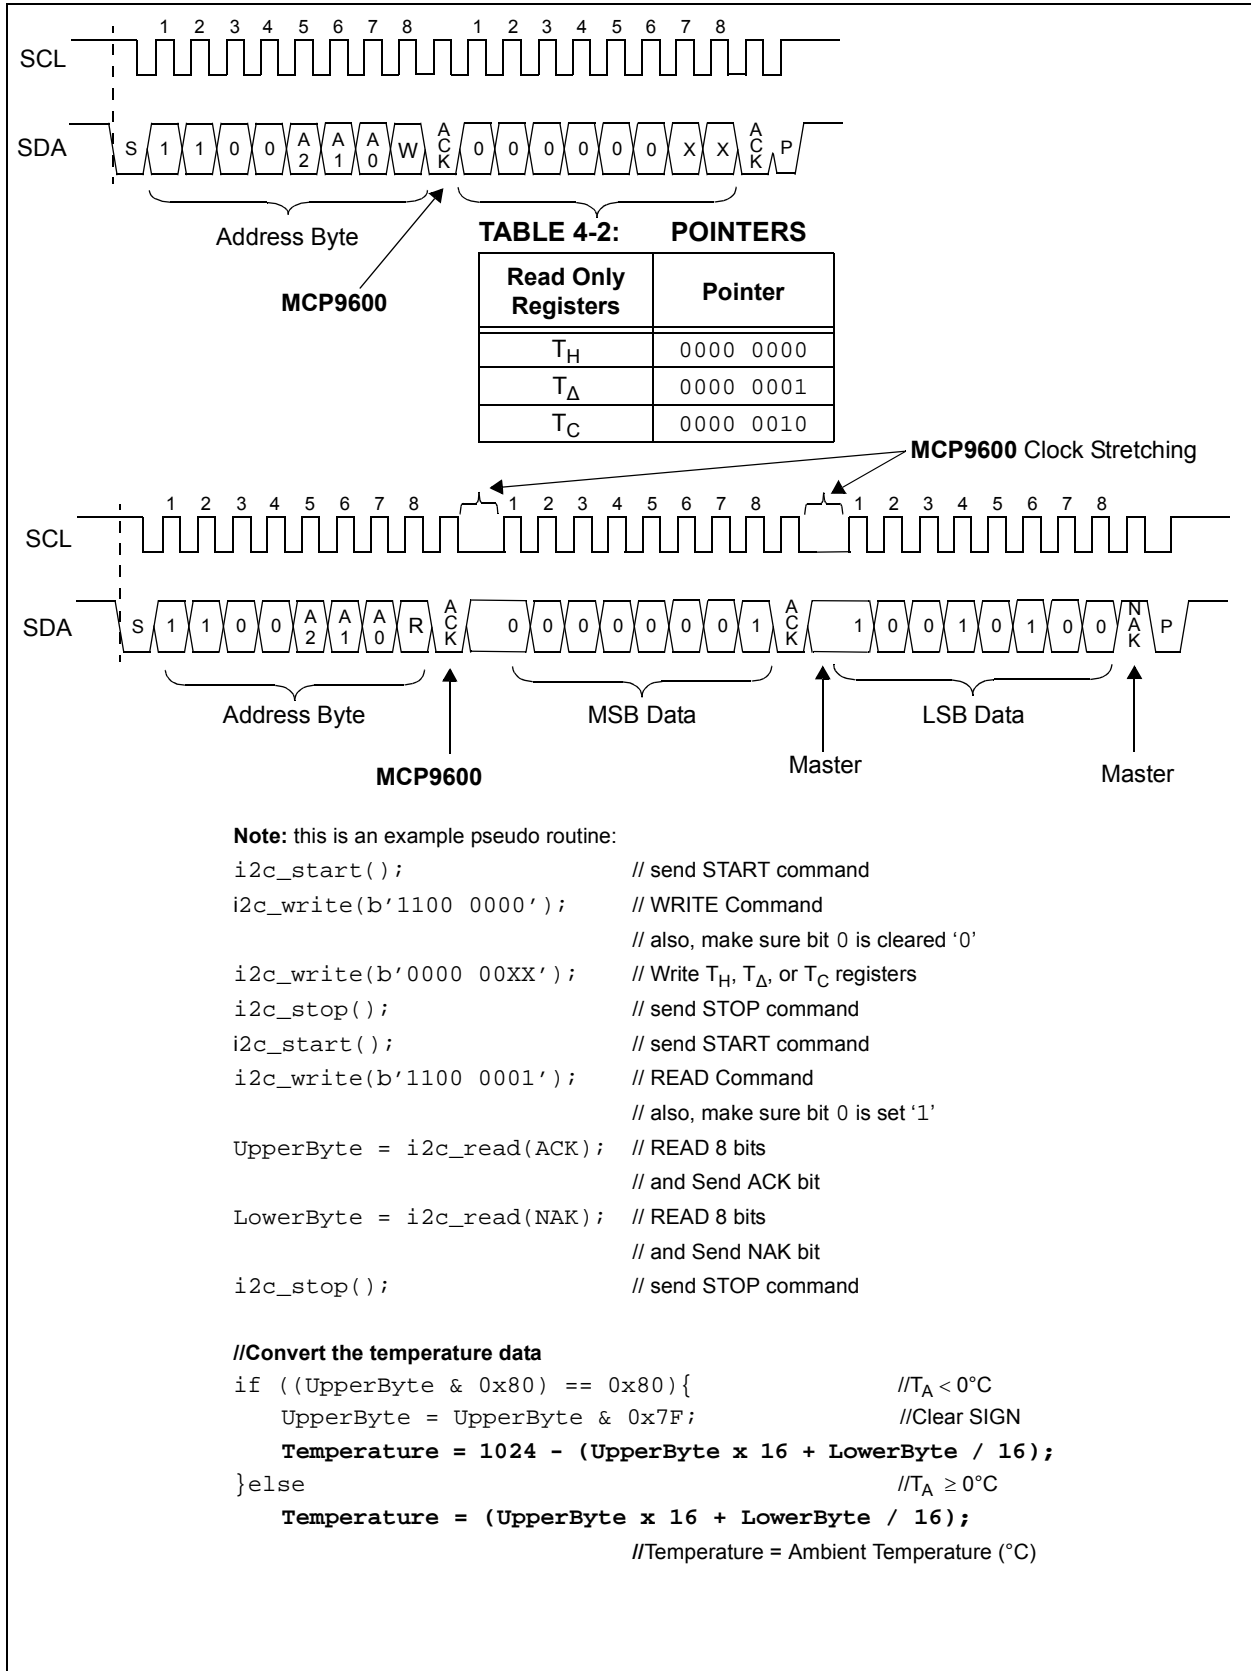 1 2 3 4 5 6 7 8 1 2 3 4 5 6 7 8
SCL
SDA S 1 1 0 0 A2 A1 A0 W ACK 0 0 0 0 0 0 X X ACK P
Address Byte
TABLE 4-2: POINTERS
MCP9600
Read Only Registers Pointer
TH 0000 0000
TΔ 0000 0001
TC 0000 0010
MCP9600 Clock Stretching
1 2 3 4 5 6 7 8 1 2 3 4 5 6 7 8 1 2 3 4 5 6 7 8
SCL
SDA S 1 1 0 0 A2 A1 A0 R ACK 0 0 0 0 0 0 0 1 ACK 1 0 0 1 0 1 0 0 NAK P
Address Byte MSB Data LSB Data
MCP9600 Master Master
Note: this is an example pseudo routine:
i2c_start(); // send START command
i2c_write(b'1100 0000'); // WRITE Command
// also, make sure bit 0 is cleared ‘0’
i2c_write(b'0000 00XX'); // Write TH, TΔ, or TC registers
i2c_stop(); // send STOP command
i2c_start(); // send START command
i2c_write(b'1100 0001'); // READ Command
// also, make sure bit 0 is set ‘1’
UpperByte = i2c_read(ACK); // READ 8 bits
// and Send ACK bit
LowerByte = i2c_read(NAK); // READ 8 bits
// and Send NAK bit
i2c_stop(); // send STOP command
//Convert the temperature data
if ((UpperByte & 0x80) == 0x80){ //TA < 0°C
UpperByte = UpperByte & 0x7F; //Clear SIGN
Temperature = 1024 - (UpperByte x 16 + LowerByte / 16);
}else //TA ≥ 0°C
Temperature = (UpperByte x 16 + LowerByte / 16);
//Temperature = Ambient Temperature (°C)